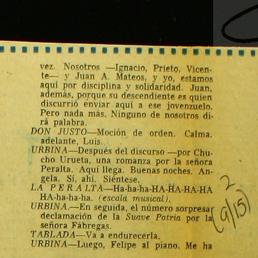 vez. Nosotros —Ignacio, Prieto, Vicen-
te— y Juan A. Mateos, y yo, estamos
aquí por disciplina y solidaridad. Juan,
además, porque su descendiente es quien
discurrió enviar aquí a ese jovenzuelo.
Pero nada más. Ninguno de nosotros di-
rá palabra.
DON JUSTO—Moción de orden. Calma.
adelante, Luis.
URBINA—Después del discurso —por Chu-
cho Urueta, una romanza por la señora
Peralta. Aquí llega. Buenas noches. An-
gela. Sí, ahí, Siéntese,
LA PERALTA—Ha-ha-ha-HA-HA-HA-HA
HA-ha-ha-ha. (escala musical),
URBINA—En seguida, el número sorpresa:
declamación de la Suave Patria por la
señora Fábregas.
TABLADA—Va a endurecerla,
URBINA—Luego, Felipe al piano. Me ha
2
(9/15)